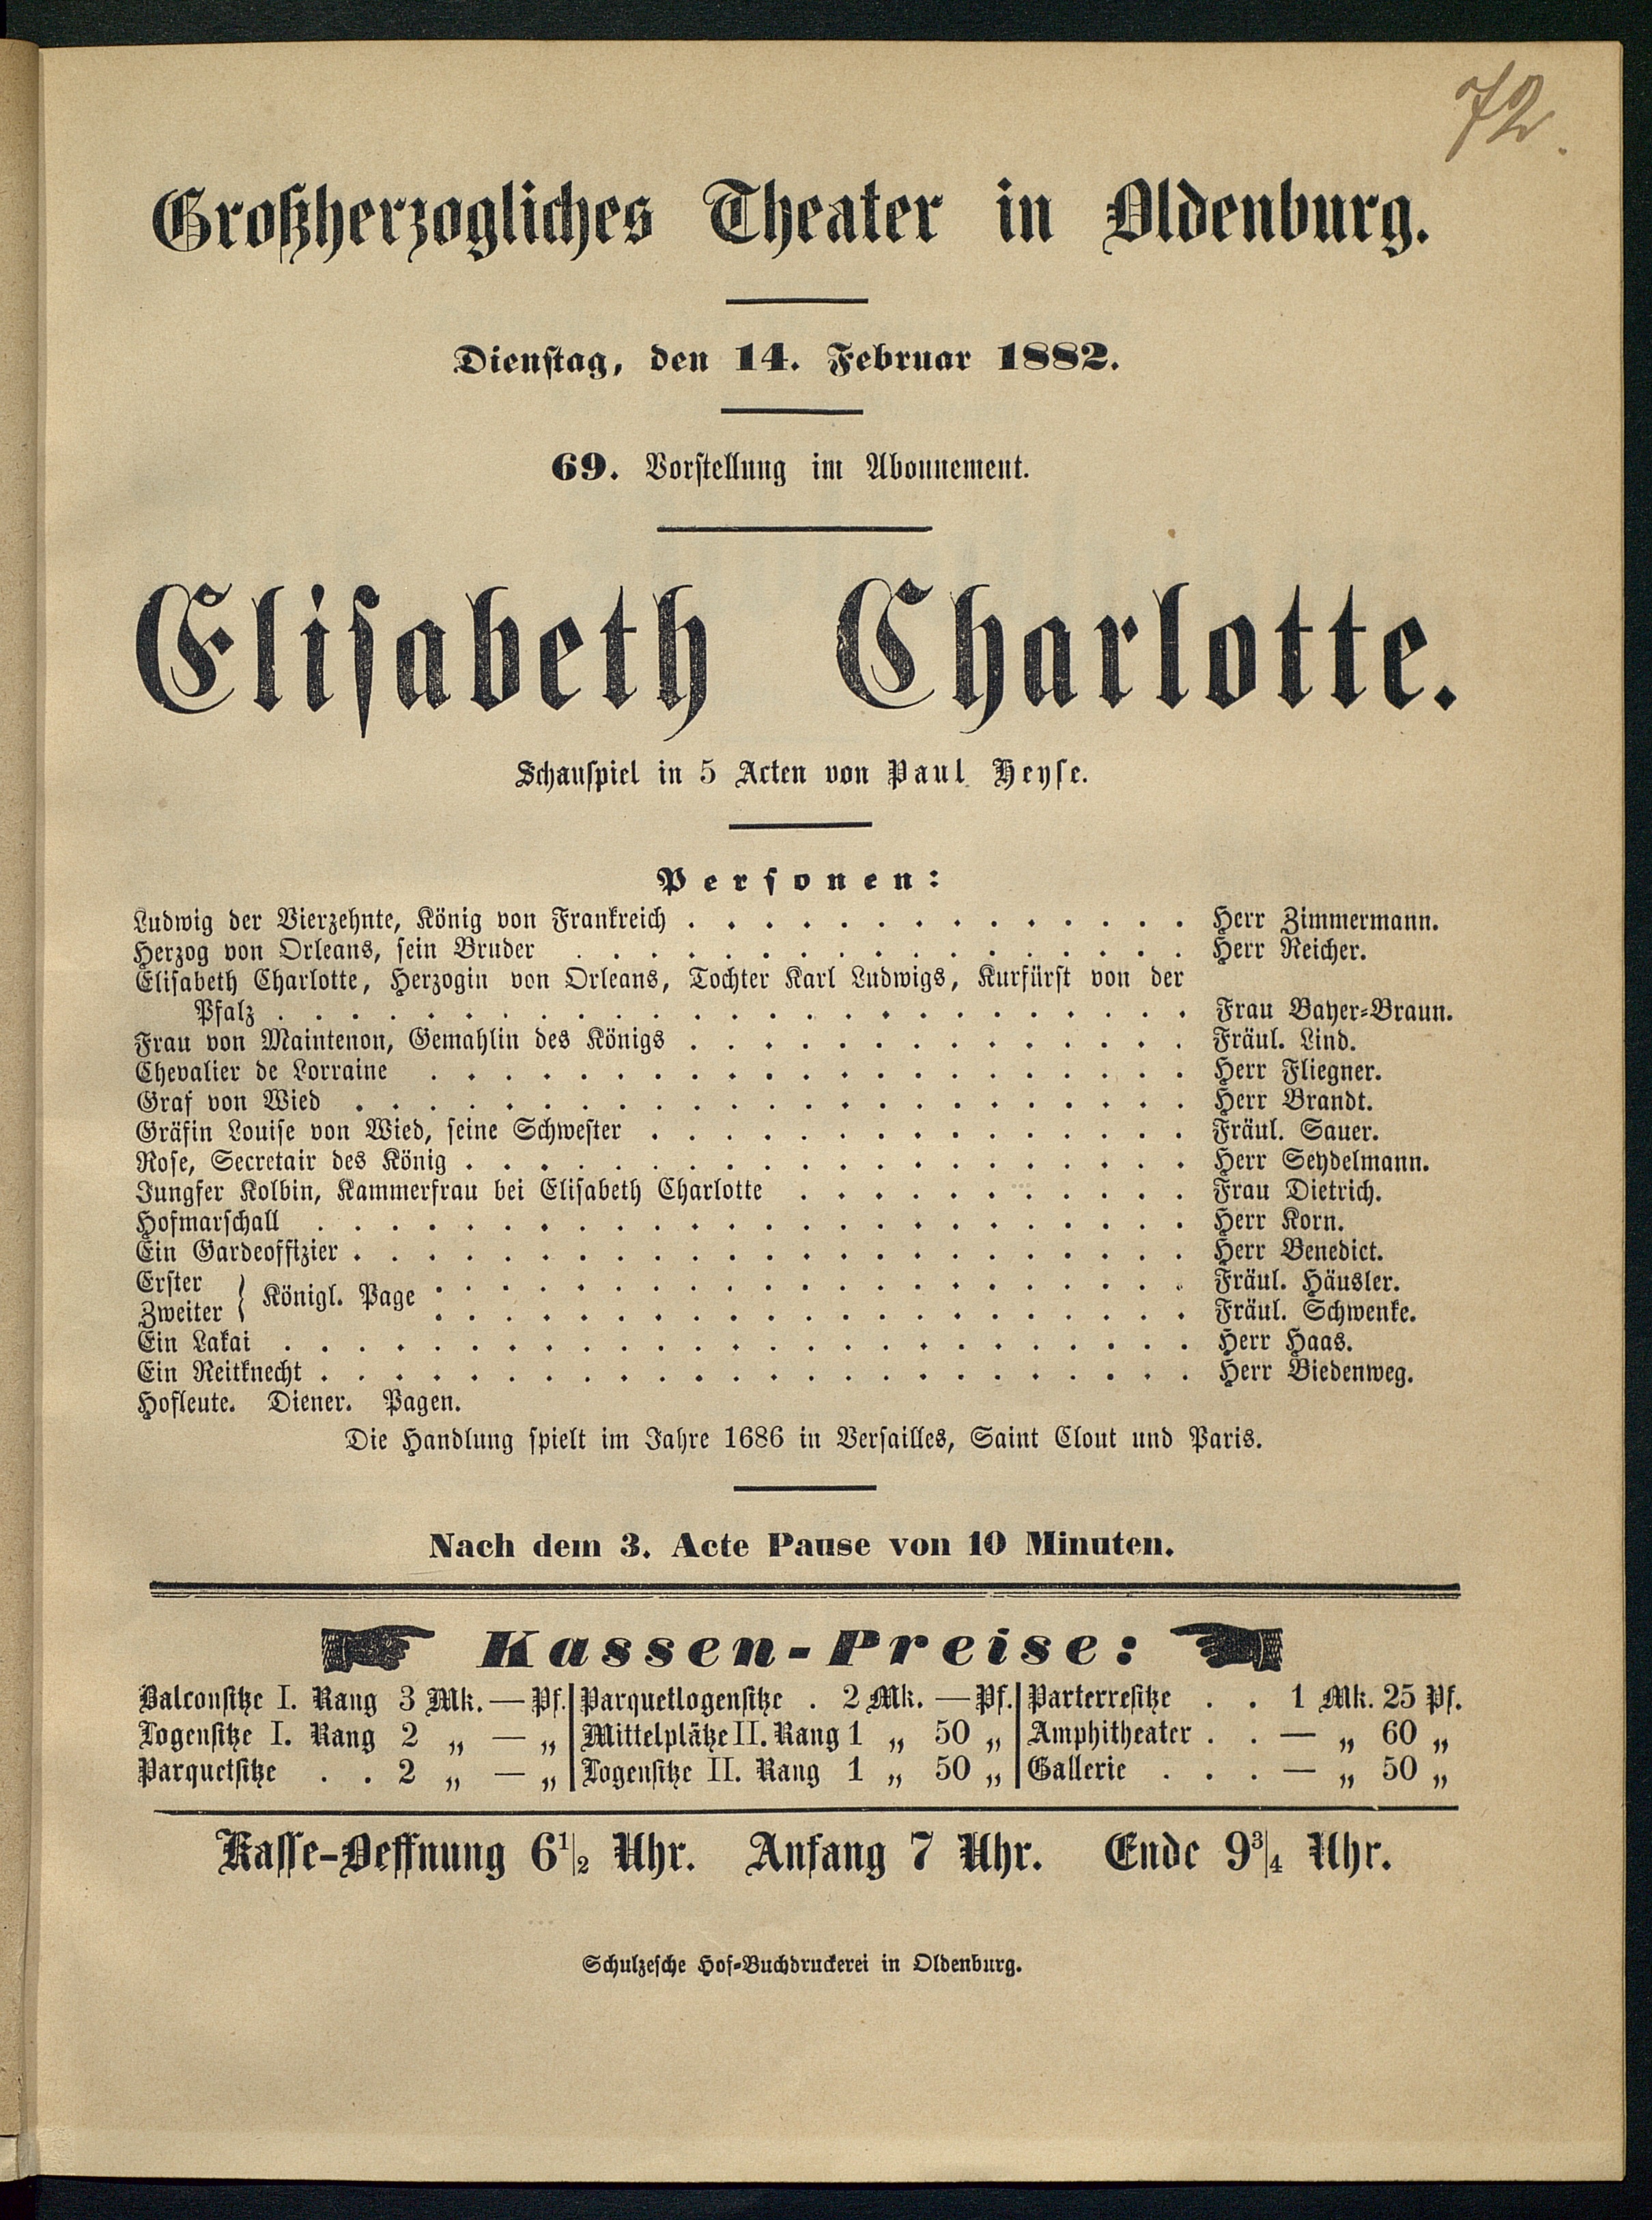 72.
Großherzogliches Theater in Oldenburg.
Dienstag, den 14. Februar 1882.
69. Vorstellung im Abonnement.
Elisabeth Charlotte.
Schauspiel in 5 Acten von Paul Heyse.
Personen:
Ludwig der Vierzehnte, König von Frankreich . . . . . . . . . . . . . . Herr Zimmermann.
Herzog von Orleans, sein Bruder . . . . . . . . . . . . . . . . . Herr Reicher.
Elisabeth Charlotte, Herzogin von Orleans, Tochter Karl Ludwigs, Kurfürst von der
Pfalz . . . . . . . . . . . . . . . . . . . . . . . . . Frau Bayer-Braun.
Frau von Maintenon, Gemahlin des Königs . . . . . . . . . . . . . . Fräul. Lind.
Chevalier de Lorraine . . . . . . . . . . . . . . . . . . . . . Herr Fliegner.
Graf von Wied . . . . . . . . . . . . . . . . . . . . . . . Herr Brandt.
Gräfin Louise von Wied, seine Schwester . . . . . . . . . . . . . . . Fräul. Sauer.
Rose, Secretair des König . . . . . . . . . . . . . . . . . . . . Herr Seydelmann.
Jungfer Kolbin, Kammerfrau bei Elisabeth Charlotte . . . . . . . . . . . Frau Dietrich.
Hofmarschall . . . . . . . . . . . . . . . . . . . . . . . . Herr Korn.
Ein Gardeoffizier . . . . . . . . . . . . . . . . . . . . . . . Herr Benedict.
Erster } Königl. Page . . . . . . . . . . . . . . . . . . . . . Fräul. Häusler.
Zweiter . . . . . . . . . . . . . . . . . . . . . Fräul. Schwenke.
Ein Lakai . . . . . . . . . . . . . . . . . . . . . . . . . Herr Haas.
Ein Reitknecht . . . . . . . . . . . . . . . . . . . . . . . . Herr Biedenweg.
Hofleute. Diener. Pagen.
Die Handlung spielt im Jahre 1686 in Versailles, Saint Clout und Paris.
Nach dem 3. Acte Pause von 10 Minuten.
Kassen-Preise:
Balconsitze I. Rang 3 Mk. — Pf. | Parquetlogensitze . 2 Mk. — Pf. | Parterresitze . . 1 Mk. 25 Pf.
Logensitze I. Rang 2 „ — „ | Mittelplätze II. Rang 1 „ 50 „ | Amphitheater . . — „ 60 „
Parquetsitze . . 2 „ — „ | Logensitze II. Rang 1 „ 50 „ | Gallerie . . . — „ 50 „
Kasse-Oeffnung 6 1/2 Uhr. Anfang 7 Uhr. Ende 9 3/4 Uhr.
Schulzesche Hof-Buchdruckerei in Oldenburg.